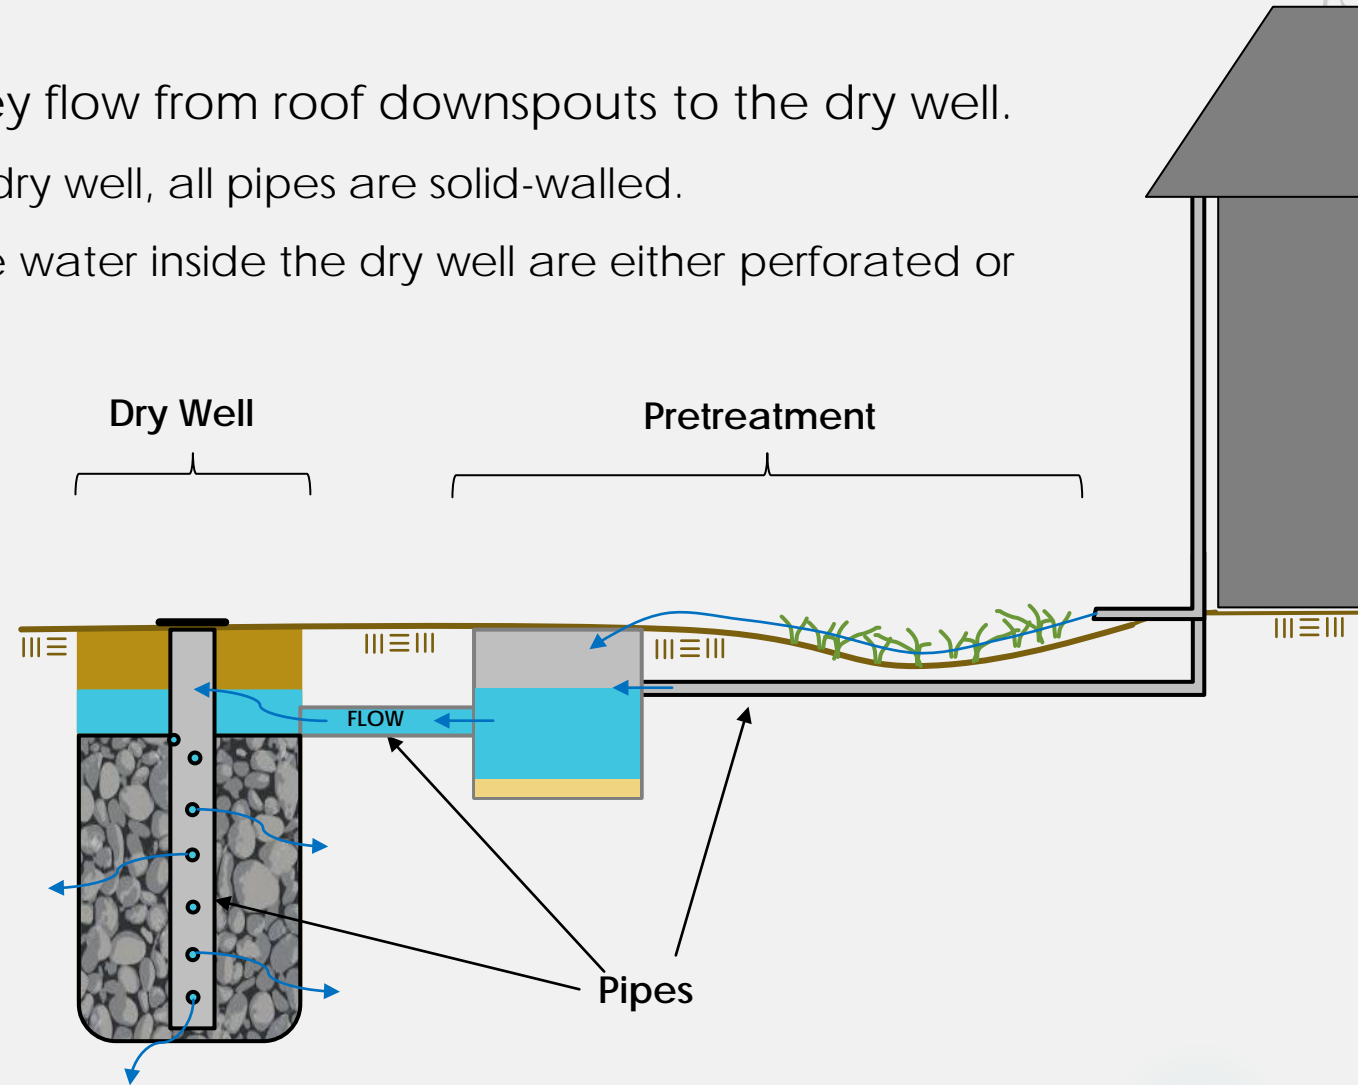 ey flow from roof downspouts to the dry well.
dry well, all pipes are solid-walled.
e water inside the dry well are either perforated or
Dry Well
Pretreatment
FLOW
Pipes